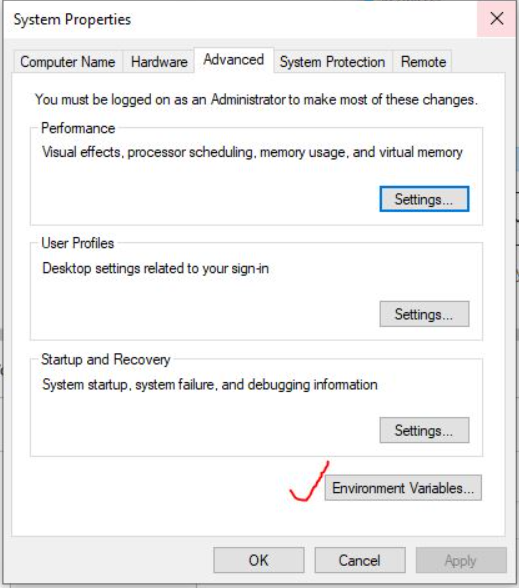 System Properties
Computer Name
Hardware
Advanced
System Protection
Remote
You must be logged on as an Administrator to make most of these changes.
Performance
Visual effects, processor scheduling, memory usage, and virtual memory
Settings...
User Profiles
Desktop settings related to your sign-in
Settings...
Startup and Recovery
System startup, system failure, and debugging information
Settings...
Environment Variables...
OK
Cancel
Apply